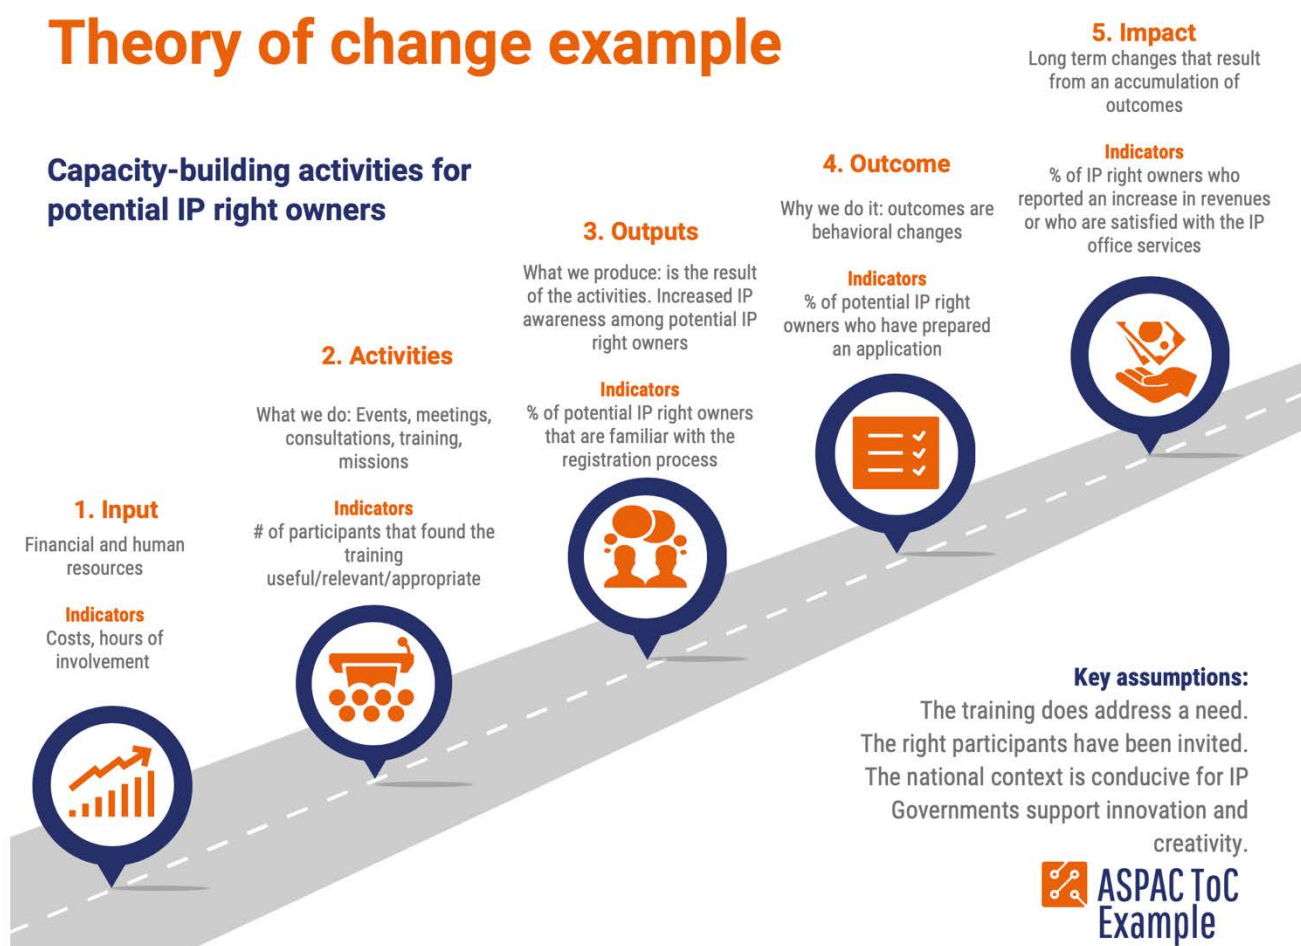 Theory of change example
Capacity-building activities for
potential IP right owners
1. Input
Financial and human
resources
Indicators
Costs, hours of
involvement
2. Activities
What we do: Events, meetings,
consultations, training,
missions
Indicators
# of participants that found the
training
useful/relevant/appropriate
3. Outputs
What we produce: is the result
of the activities. Increased IP
awareness among potential IP
right owners
Indicators
% of potential IP right owners
that are familiar with the
registration process
4. Outcome
Why we do it: outcomes are
behavioral changes
Indicators
% of potential IP right
owners who have prepared
an application
5. Impact
Long term changes that result
from an accumulation of
outcomes
Indicators
% of IP right owners who
reported an increase in revenues
or who are satisfied with the IP
office services
Key assumptions:
The training does address a need.
The right participants have been invited.
The national context is conducive for IP
Governments support innovation and
creativity.
ASPAC ToC
Example